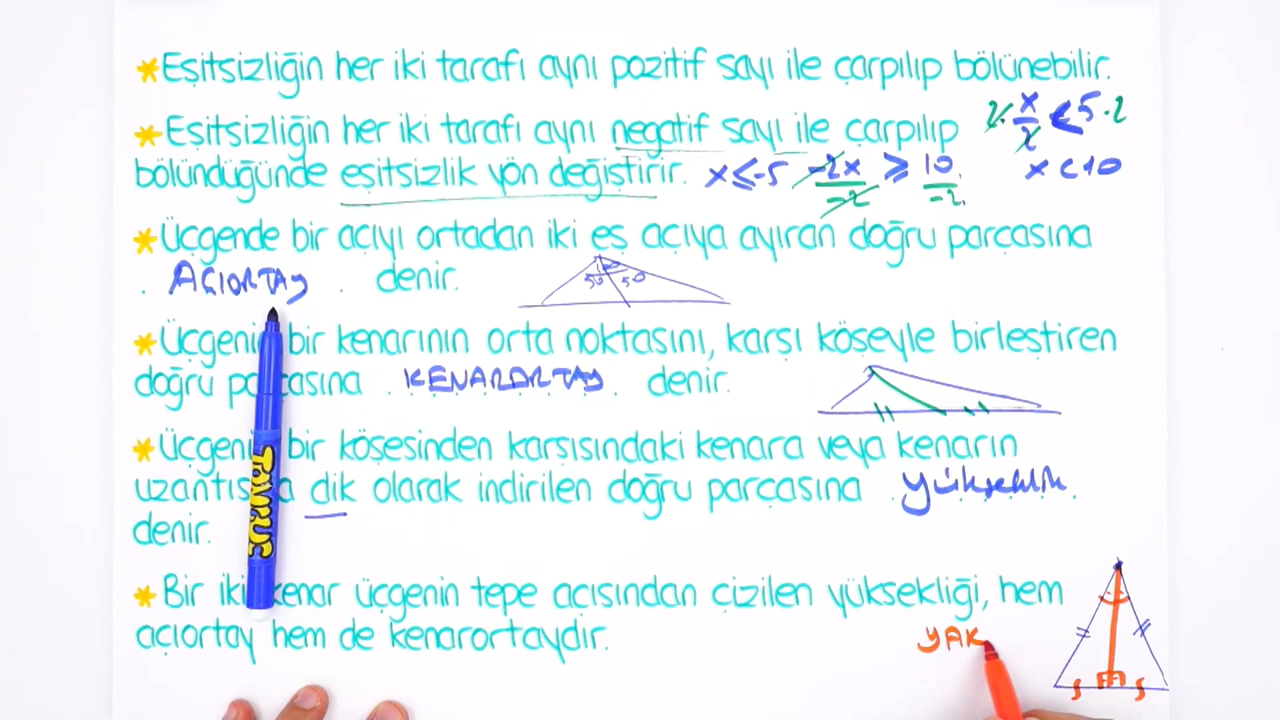 *Eşitsizliğin her iki tarafı aynı pozitif sayı ile çarpılıp bölünebilir.
*Eşitsizliğin her iki tarafı aynı negatif sayı ile çarpılıp
2·x/2<5·2
bölündüğünde eşitsizlik yön değiştirir. x≤-5 -2x/-2 ≥ 10/-2 x<10
*Üçgende bir açıyı ortadan iki eş açıya ayıran doğru parçasına
. AÇIORTAY . denir.
50 50
*Üçgenin bir kenarının orta noktasını, karşı köşeyle birleştiren
doğru parçasına . KENARORTAY . denir.
*Üçgenin bir köşesinden karşısındaki kenara veya kenarın
uzantısına dik olarak indirilen doğru parçasına . yükseklik .
denir.
*Bir ikizkenar üçgenin tepe açısından çizilen yüksekliği, hem
açıortay hem de kenarortaydır.
YAK
5 5
TAMUÇ